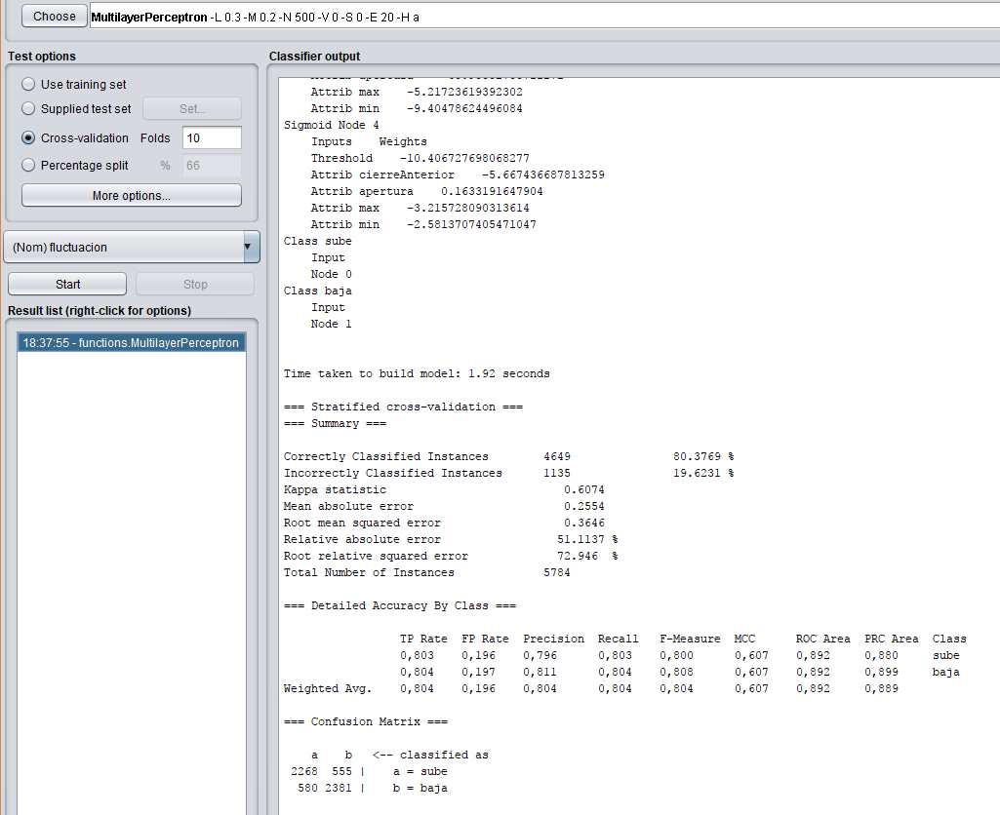 Choose MultilayerPerceptron -L 0.3 -M 0.2 -N 500 -V 0 -S 0 -E 20 -H a
Test options
Use training set
Supplied test set Set...
Cross-validation Folds 10
Percentage split % 66
More options...
(Nom) fluctuacion
Start Stop
Result list (right-click for options)
18:37:55 - functions.MultilayerPerceptron
Classifier output
Attrib apertura
Attrib max -5.21723619392302
Attrib min -9.40478624496084
Sigmoid Node 4
Inputs Weights
Threshold -10.406727698068277
Attrib cierreAnterior -5.667436687813259
Attrib apertura 0.1633191647904
Attrib max -3.215728090313614
Attrib min -2.5813707405471047
Class sube
Input
Node 0
Class baja
Input
Node 1
Time taken to build model: 1.92 seconds
=== Stratified cross-validation ===
=== Summary ===
Correctly Classified Instances 4649 80.3769 %
Incorrectly Classified Instances 1135 19.6231 %
Kappa statistic 0.6074
Mean absolute error 0.2554
Root mean squared error 0.3646
Relative absolute error 51.1137 %
Root relative squared error 72.946 %
Total Number of Instances 5784
=== Detailed Accuracy By Class ===
TP Rate FP Rate Precision Recall F-Measure MCC ROC Area PRC Area Class
0,803 0,196 0,796 0,803 0,800 0,607 0,892 0,880 sube
0,804 0,197 0,811 0,804 0,808 0,607 0,892 0,899 baja
Weighted Avg. 0,804 0,196 0,804 0,804 0,804 0,607 0,892 0,889
=== Confusion Matrix ===
a b <-- classified as
2268 555 | a = sube
580 2381 | b = baja